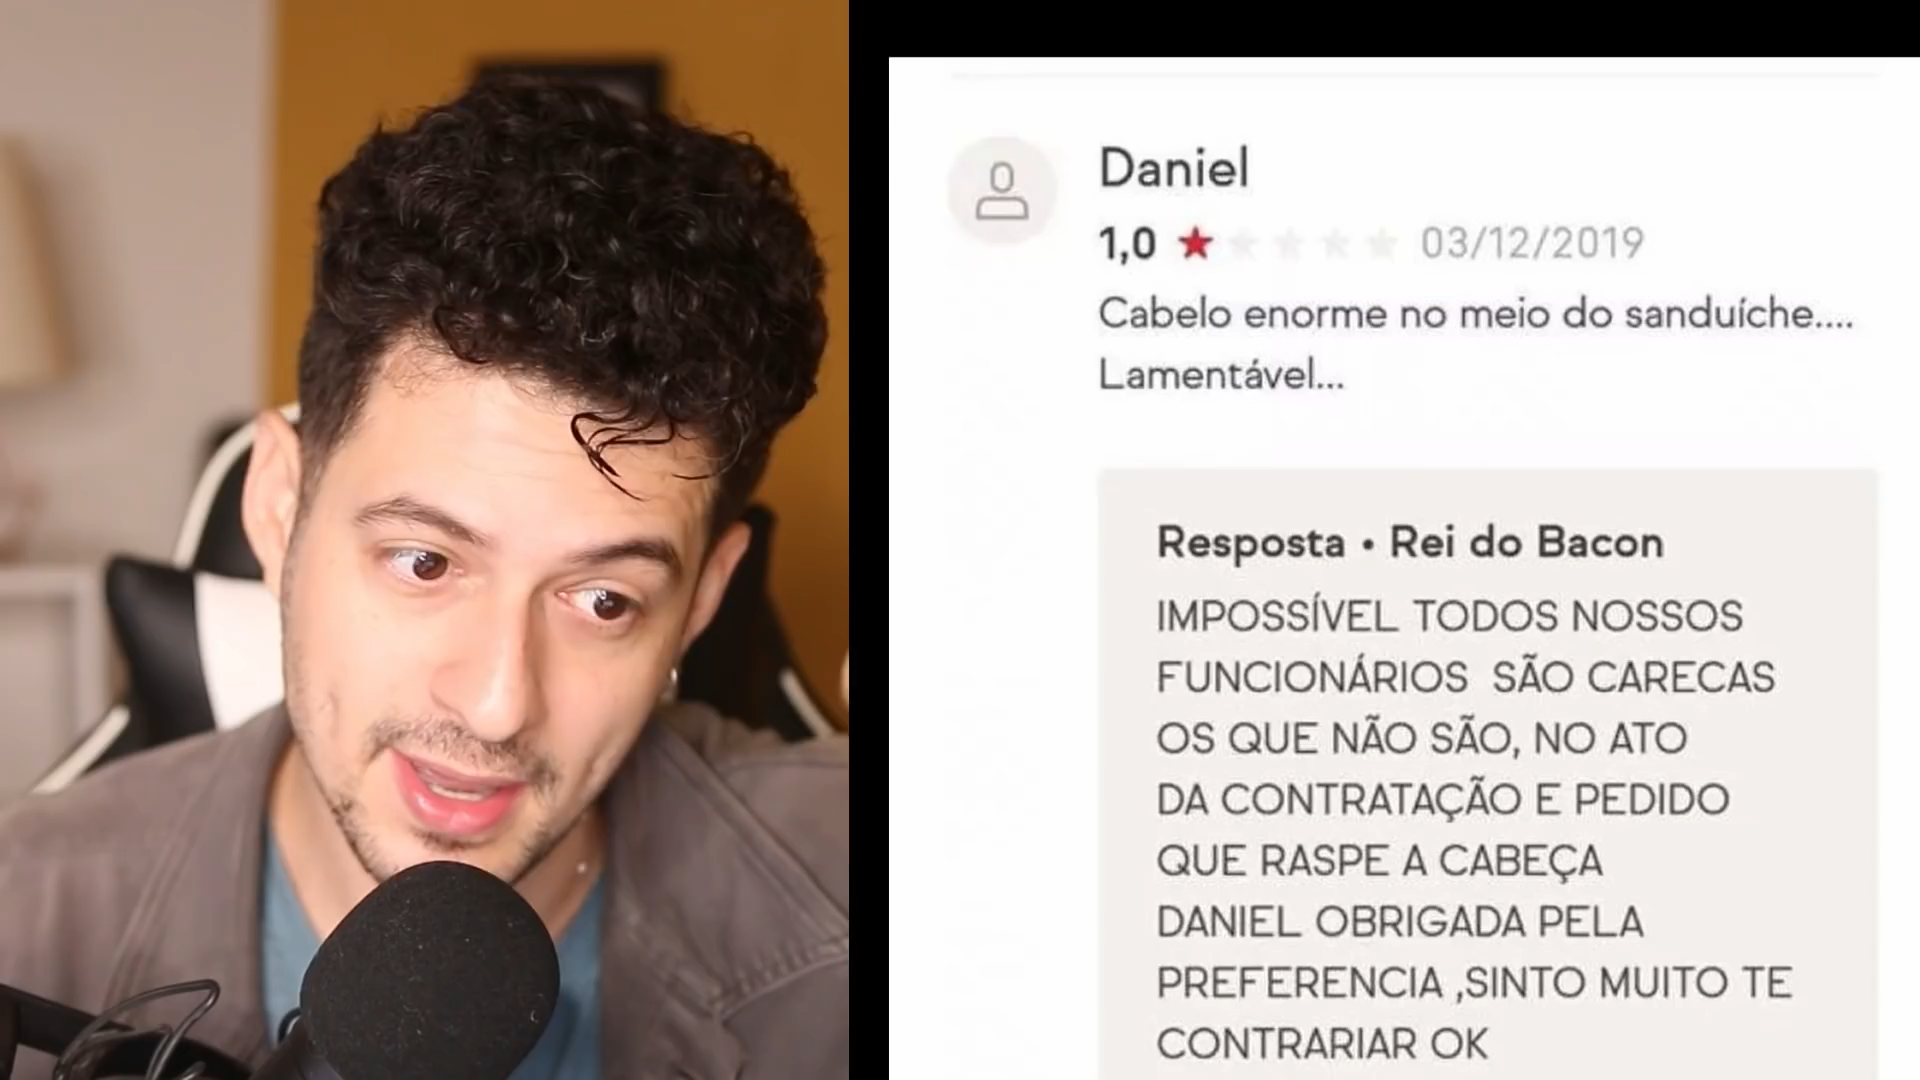 Daniel
1,0 03/12/2019
Cabelo enorme no meio do sanduíche....
Lamentável...
Resposta • Rei do Bacon
IMPOSSÍVEL TODOS NOSSOS
FUNCIONÁRIOS SÃO CARECAS
OS QUE NÃO SÃO, NO ATO
DA CONTRATAÇÃO E PEDIDO
QUE RASPE A CABEÇA
DANIEL OBRIGADA PELA
PREFERENCIA ,SINTO MUITO TE
CONTRARIAR OK